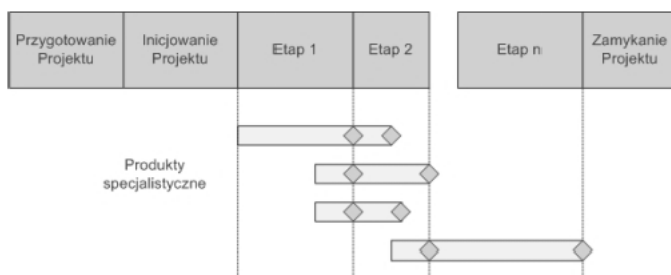 Przygotowanie
Projektu
Inicjowanie
Projektu
Etap 1
Etap 2
Etap n
Zamykanie
Projektu
Produkty
specjalistyczne